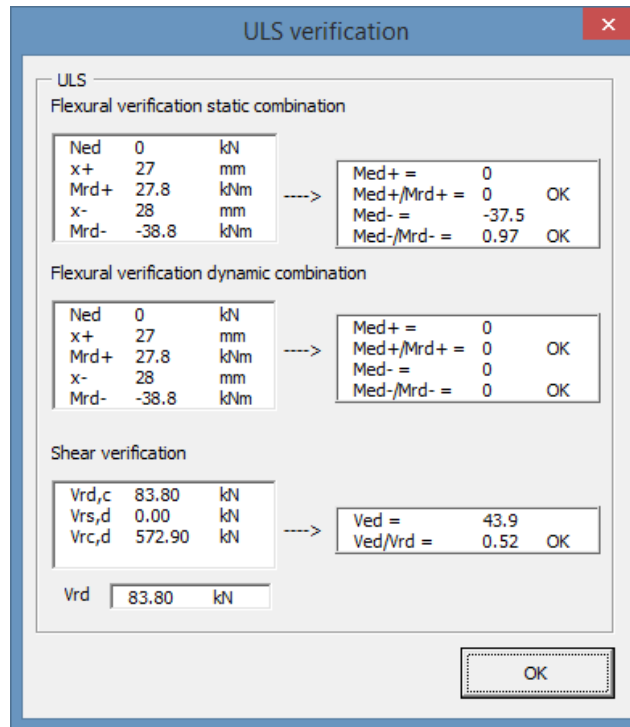 ULS verification
ULS
Flexural verification static combination
Ned 0 kN
x+ 27 mm
Mrd+ 27.8 kNm
x- 28 mm
Mrd- -38.8 kNm
---->
Med+ = 0
Med+/Mrd+ = 0 OK
Med- = -37.5
Med-/Mrd- = 0.97 OK
Flexural verification dynamic combination
Ned 0 kN
x+ 27 mm
Mrd+ 27.8 kNm
x- 28 mm
Mrd- -38.8 kNm
---->
Med+ = 0
Med+/Mrd+ = 0 OK
Med- = 0
Med-/Mrd- = 0 OK
Shear verification
Vrd,c 83.80 kN
Vrs,d 0.00 kN
Vrc,d 572.90 kN
---->
Ved = 43.9
Ved/Vrd = 0.52 OK
Vrd 83.80 kN
OK